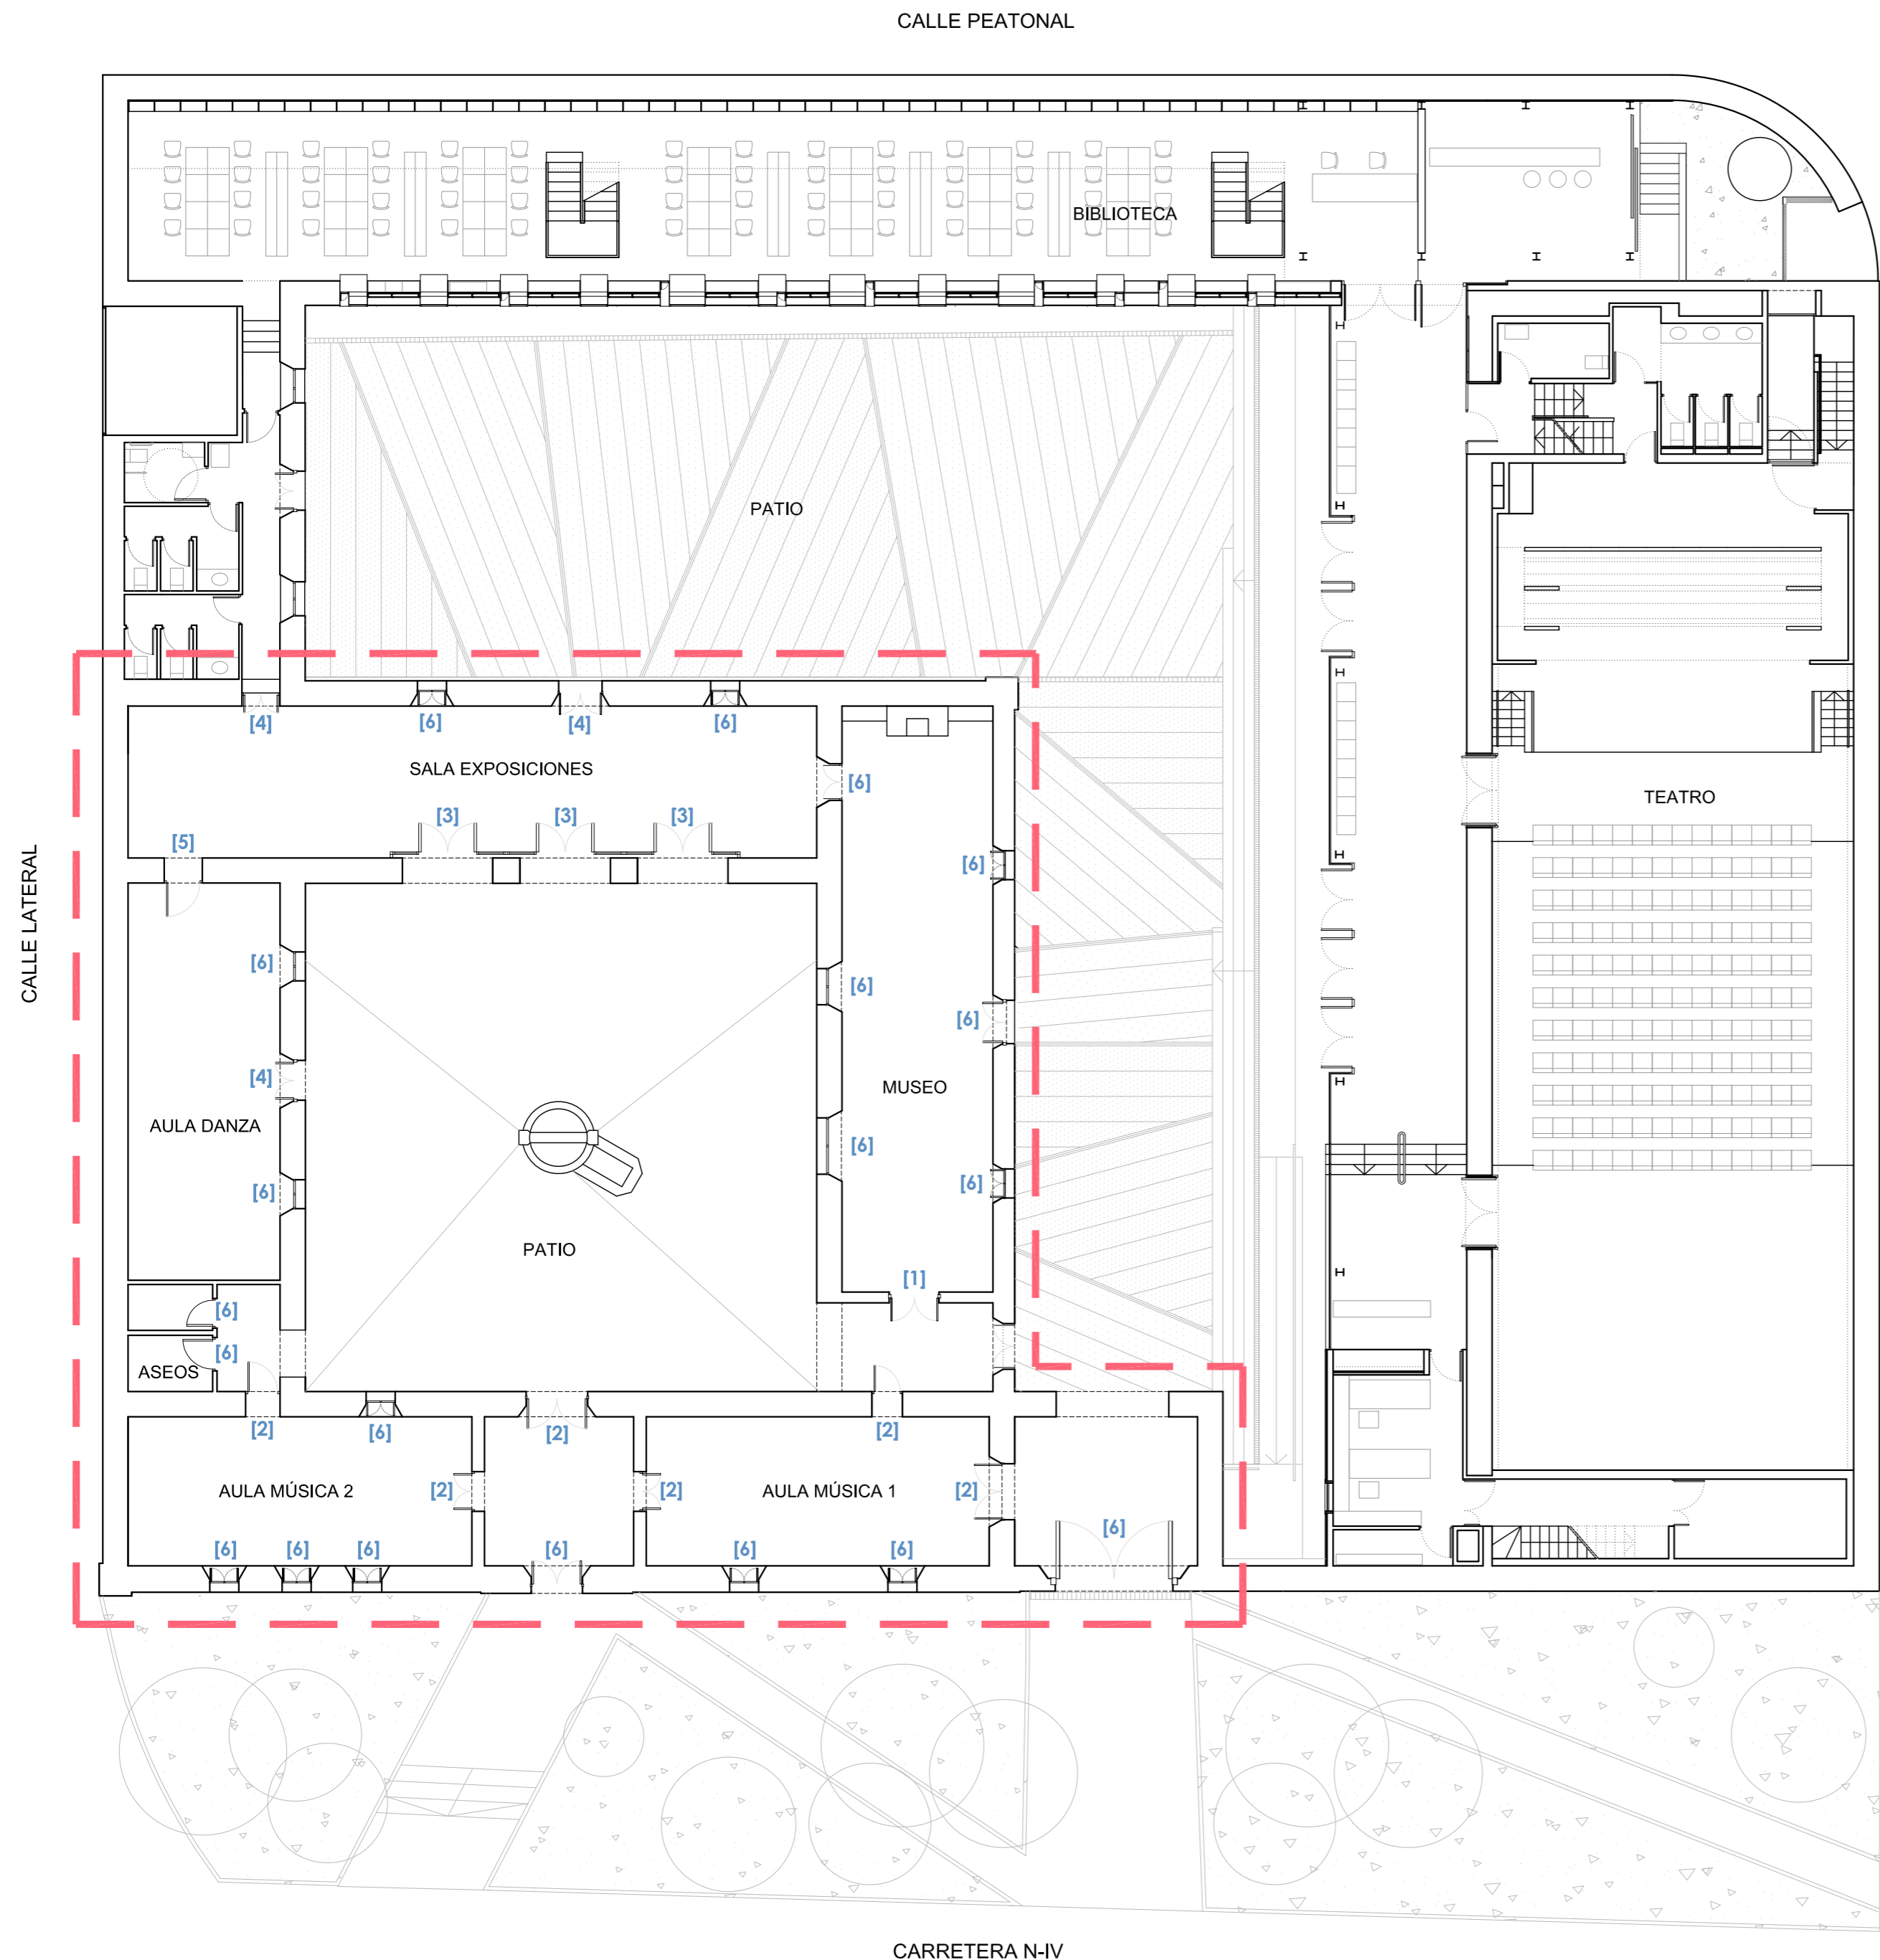 CALLE PEATONAL
BIBLIOTECA
PATIO
[4]
[6]
[4]
[6]
SALA EXPOSICIONES
[6]
TEATRO
[3]
[3]
[3]
[5]
[6]
CALLE LATERAL
[6]
[6]
[6]
[4]
MUSEO
AULA DANZA
[6]
[6]
[6]
PATIO
[1]
[6]
[6]
ASEOS
[2]
[6]
[2]
[2]
AULA MÚSICA 2
[2]
[2]
AULA MÚSICA 1
[2]
[6]
[6]
[6]
[6]
[6]
[6]
[6]
CARRETERA N-IV